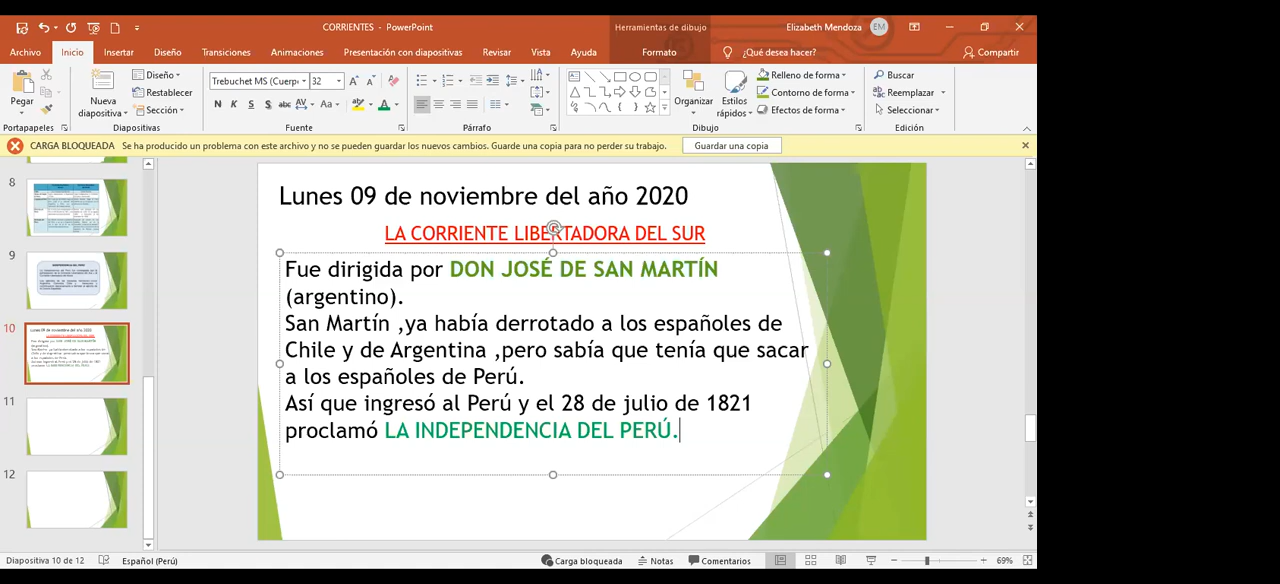 CORRIENTES - PowerPoint
Herramientas de dibujo
Elizabeth Mendoza
EM
Archivo
Inicio
Insertar
Diseño
Transiciones
Animaciones
Presentación con diapositivas
Revisar
Vista
Ayuda
Formato
¿Qué desea hacer?
Compartir
Pegar
Nueva
diapositiva
Diseño
Restablecer
Sección
Trebuchet MS (Cuerp
32
N K S S abc AV Aa A
Organizar
Estilos
rápidos
Relleno de forma
Contorno de forma
Efectos de forma
Buscar
Reemplazar
Seleccionar
Portapapeles
Diapositivas
Fuente
Párrafo
Dibujo
Edición
CARGA BLOQUEADA Se ha producido un problema con este archivo y no se pueden guardar los nuevos cambios. Guarde una copia para no perder su trabajo.
Guardar una copia
8
9
10
11
12
Lunes 09 de noviembre del año 2020
LA CORRIENTE LIBERTADORA DEL SUR
Fue dirigida por DON JOSÉ DE SAN MARTÍN
(argentino).
San Martín ,ya había derrotado a los españoles de
Chile y de Argentina ,pero sabía que tenía que sacar
a los españoles de Perú.
Así que ingresó al Perú y el 28 de julio de 1821
proclamó LA INDEPENDENCIA DEL PERÚ.
Diapositiva 10 de 12
Español (Perú)
Carga bloqueada
Notas
Comentarios
69%